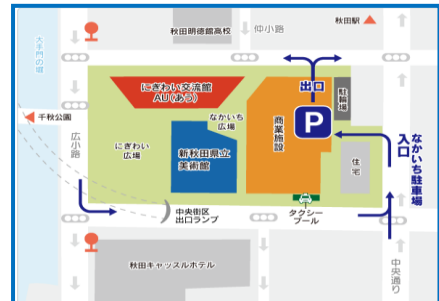 秋田駅
秋田明徳館高校
仲小路
大手門の堀
出口
にぎわい交流館
AU(あう)
駐輪場
なかいち
広場
P
千秋公園
広小路
にぎわい
広場
新秋田県立
美術館
商業施設
住宅
なかいち駐車場
入口
中央街区
出口ランプ
タクシー
プール
秋田キャッスルホテル
中央通り